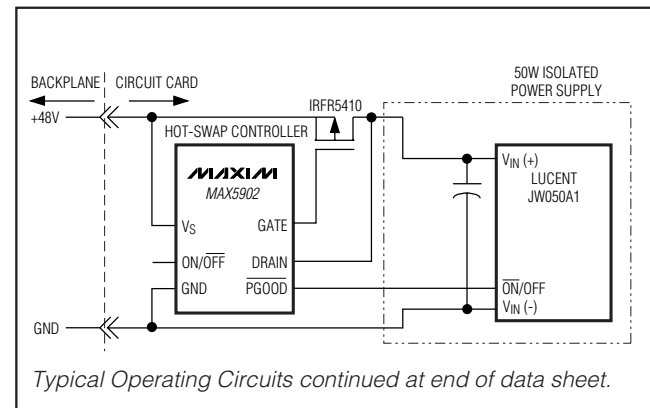 50W ISOLATED
POWER SUPPLY
BACKPLANE
CIRCUIT CARD
IRFR5410
+48V
HOT-SWAP CONTROLLER
MAXIM
MAX5902
VS
GATE
ON/OFF
DRAIN
GND
PGOOD
VIN (+)
LUCENT
JW050A1
ON/OFF
VIN (-)
GND
Typical Operating Circuits continued at end of data sheet.